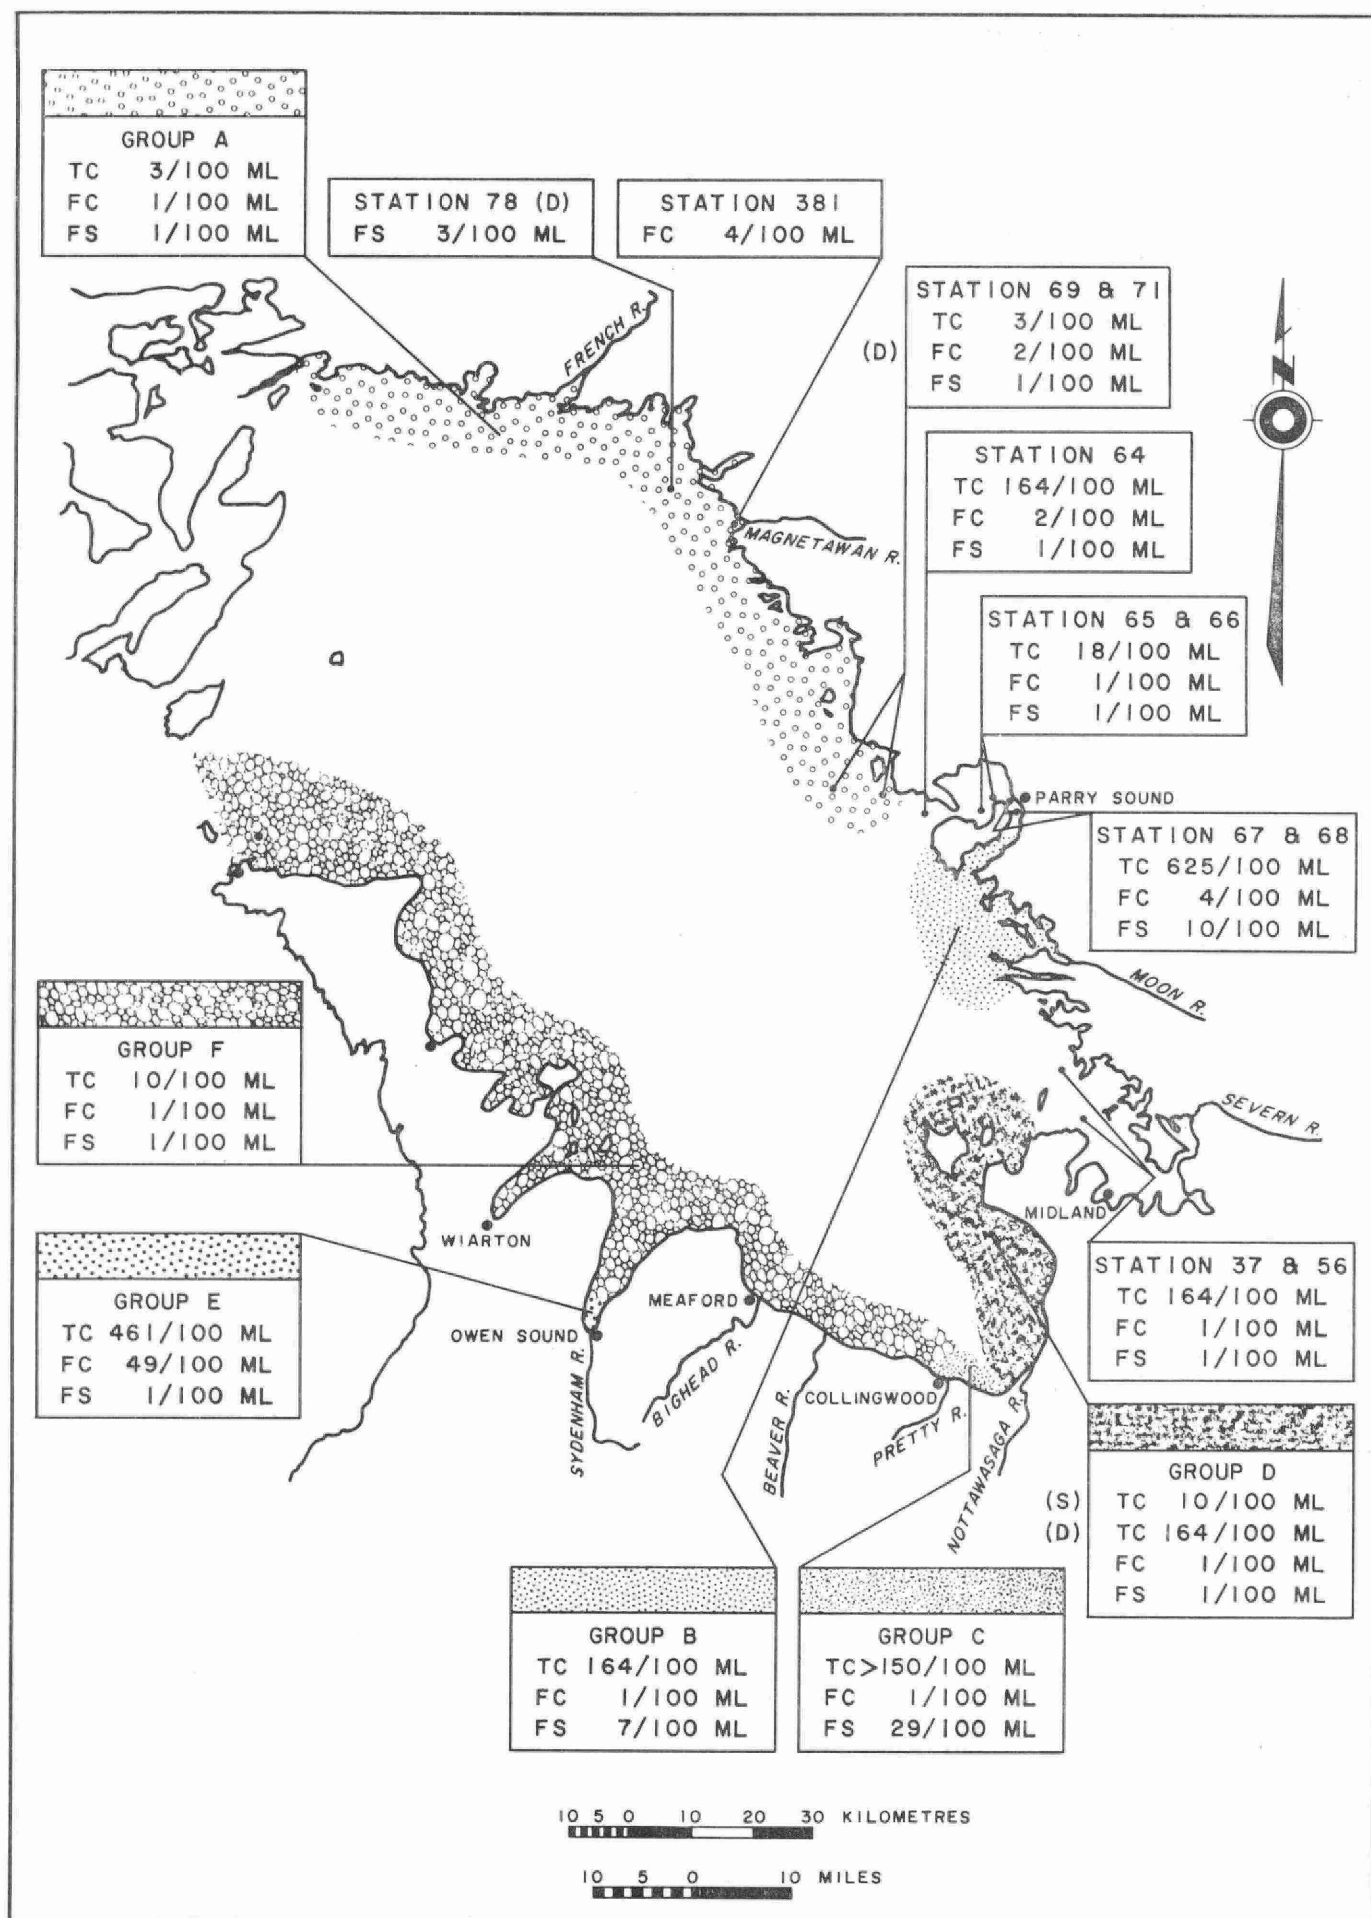 GROUP A
TC 3/100 ML
FC 1/100 ML
FS 1/100 ML
STATION 78 (D)
FS 3/100 ML
STATION 381
FC 4/100 ML
STATION 69 & 71
TC 3/100 ML
(D) FC 2/100 ML
FS 1/100 ML
FRENCH R.
N
STATION 64
TC 164/100 ML
FC 2/100 ML
FS 1/100 ML
MAGNETAWAN R.
STATION 65 & 66
TC 18/100 ML
FC 1/100 ML
FS 1/100 ML
PARRY SOUND
STATION 67 & 68
TC 625/100 ML
FC 4/100 ML
FS 10/100 ML
MOON R.
GROUP F
TC 10/100 ML
FC 1/100 ML
FS 1/100 ML
SEVERN R.
MIDLAND
WIARTON
GROUP E
TC 461/100 ML
FC 49/100 ML
FS 1/100 ML
STATION 37 & 56
TC 164/100 ML
FC 1/100 ML
FS 1/100 ML
MEAFORD
OWEN SOUND
SYDENHAM R.
BIGHEAD R.
BEAVER R.
COLLINGWOOD
PRETTY R.
NOTTAWASAGA R.
GROUP D
(S) TC 10/100 ML
(D) TC 164/100 ML
FC 1/100 ML
FS 1/100 ML
GROUP B
TC 164/100 ML
FC 1/100 ML
FS 7/100 ML
GROUP C
TC>150/100 ML
FC 1/100 ML
FS 29/100 ML
10 5 0 10 20 30 KILOMETRES
10 5 0 10 MILES